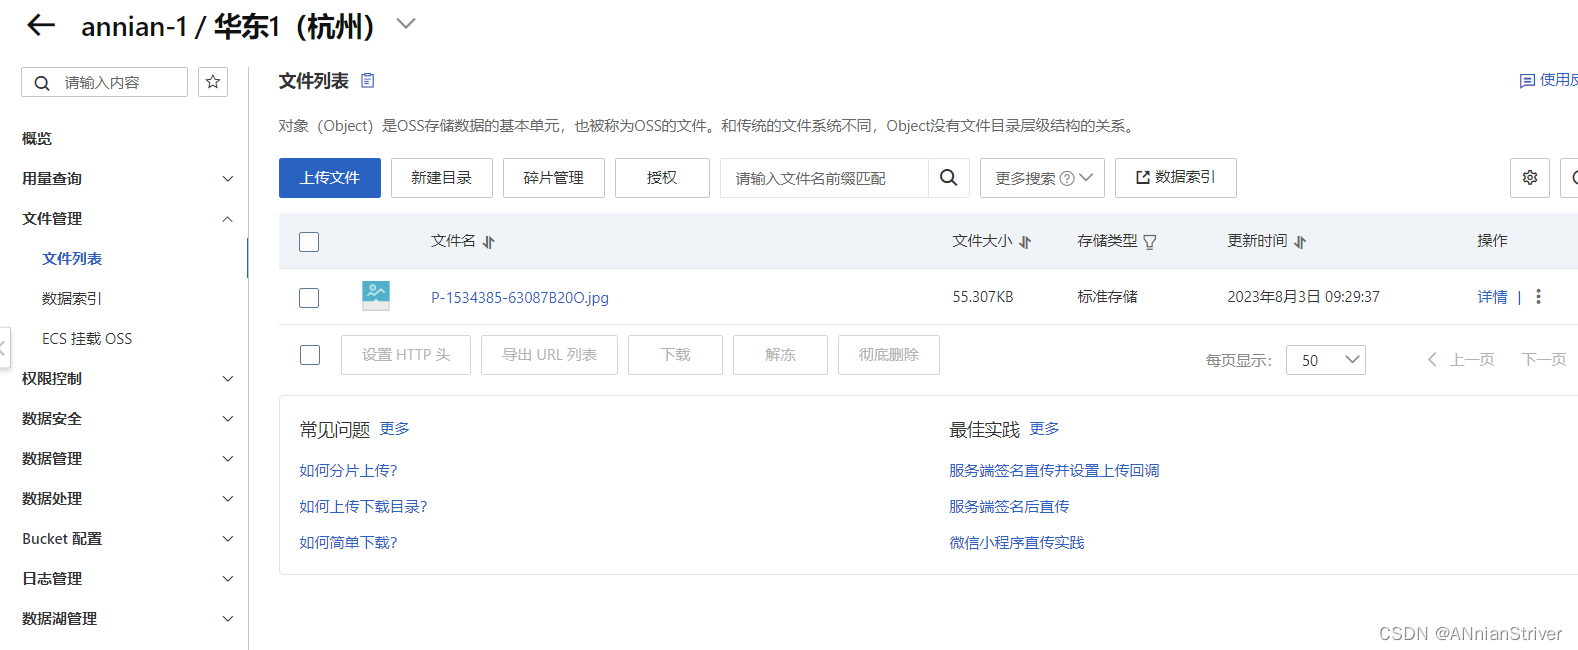 annian-1 / 华东1（杭州）
请输入内容
概览
用量查询
文件管理
文件列表
数据索引
ECS 挂载 OSS
权限控制
数据安全
数据管理
数据处理
Bucket 配置
日志管理
数据湖管理
文件列表
使用反
对象（Object）是OSS存储数据的基本单元，也被称为OSS的文件。和传统的文件系统不同，Object没有文件目录层级结构的关系。
上传文件 新建目录 碎片管理 授权 请输入文件名前缀匹配 更多搜索 数据索引
文件名 文件大小 存储类型 更新时间 操作
P-1534385-63087B20O.jpg 55.307KB 标准存储 2023年8月3日 09:29:37 详情 |
设置 HTTP 头 导出 URL 列表 下载 解冻 彻底删除
每页显示： 50 上一页 下一页
常见问题 更多
如何分片上传?
如何上传下载目录?
如何简单下载?
最佳实践 更多
服务端签名直传并设置上传回调
服务端签名后直传
微信小程序直传实践
CSDN @ANnianStriver